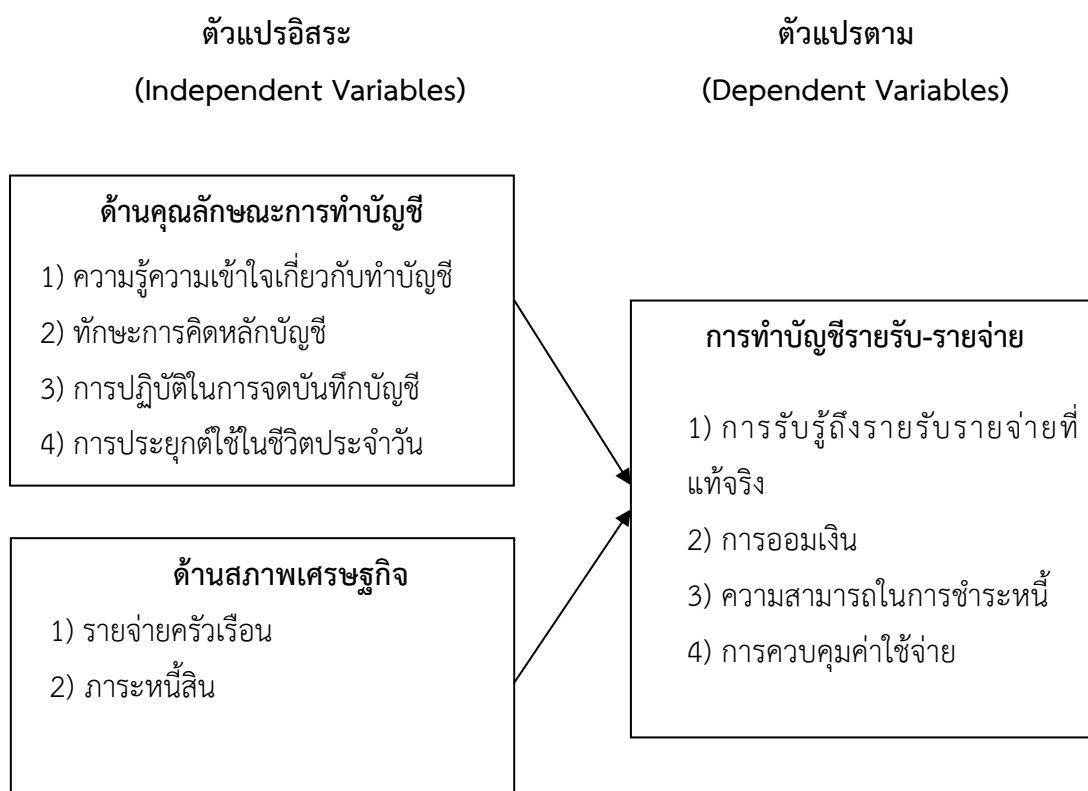 ตัวแปรอิสระ
(Independent Variables)
ตัวแปรตาม
(Dependent Variables)
ด้านคุณลักษณะการทำบัญชี
1) ความรู้ความเข้าใจเกี่ยวกับทำบัญชี
2) ทักษะการคิดหลักบัญชี
3) การปฏิบัติในการจดบันทึกบัญชี
4) การประยุกต์ใช้ในชีวิตประจำวัน
ด้านสภาพเศรษฐกิจ
1) รายจ่ายครัวเรือน
2) ภาระหนี้สิน
การทำบัญชีรายรับ-รายจ่าย
1) การรับรู้ถึงรายรับรายจ่ายที่
แท้จริง
2) การออมเงิน
3) ความสามารถในการชำระหนี้
4) การควบคุมค่าใช้จ่าย